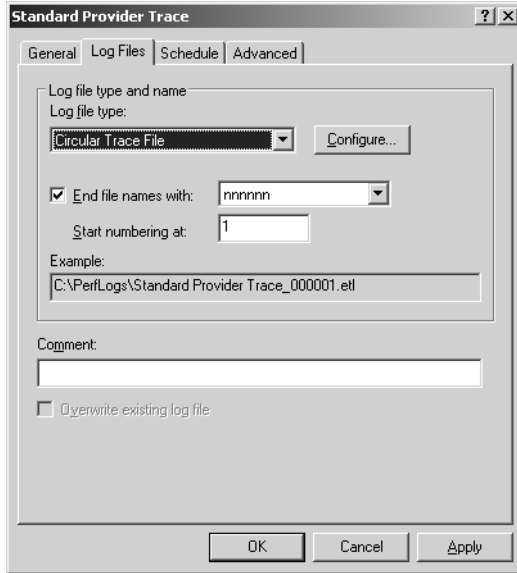 Standard Provider Trace
General Log Files Schedule Advanced
Log file type and name
Log file type:
Circular Trace File Configure...
End file names with: nnnnnn
Start numbering at: 1
Example:
C:\PerfLogs\Standard Provider Trace_000001.etl
Comment:
Overwrite existing log file
OK Cancel Apply